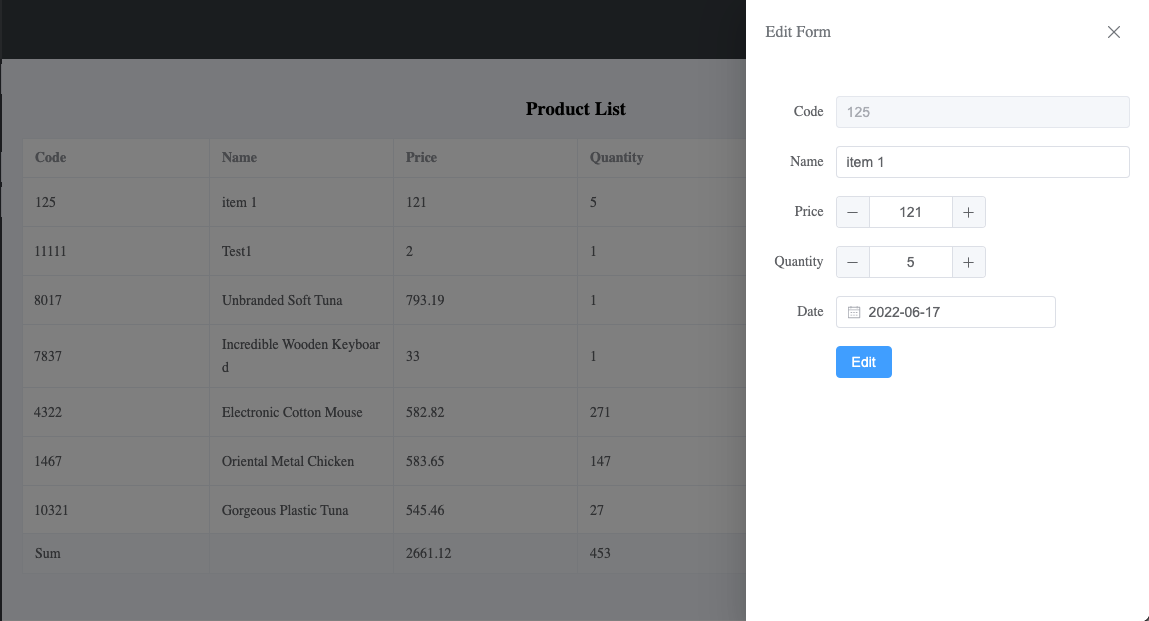 Product List
Code Name Price Quantity
125 item 1 121 5
11111 Test1 2 1
8017 Unbranded Soft Tuna 793.19 1
Incredible Wooden Keyboar
7837 33 1
d
4322 Electronic Cotton Mouse 582.82 271
1467 Oriental Metal Chicken 583.65 147
10321 Gorgeous Plastic Tuna 545.46 27
Sum 2661.12 453
Edit Form
Code 125
Name item 1
Price 121
Quantity 5
Date 2022-06-17
Edit